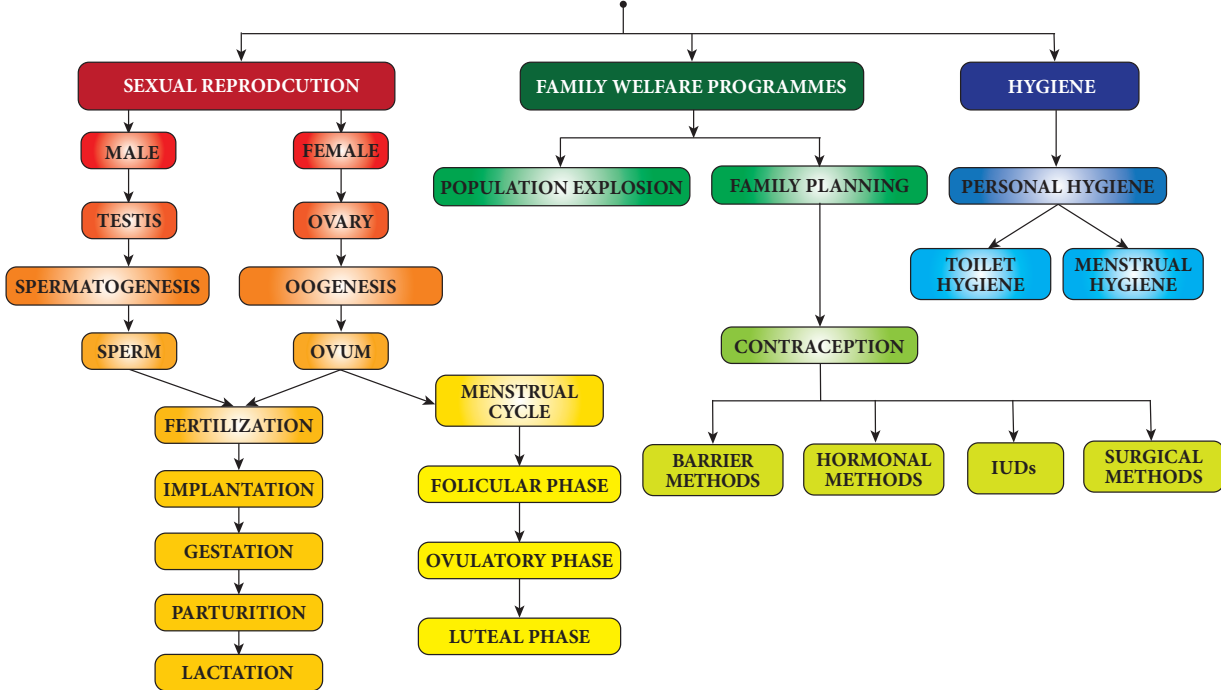 SEXUAL REPRODCUTION
FAMILY WELFARE PROGRAMMES
HYGIENE
MALE
FEMALE
POPULATION EXPLOSION
FAMILY PLANNING
PERSONAL HYGIENE
TESTIS
OVARY
TOILET
HYGIENE
MENSTRUAL
HYGIENE
SPERMATOGENESIS
OOGENESIS
SPERM
OVUM
CONTRACEPTION
MENSTRUAL
CYCLE
FERTILIZATION
BARRIER
METHODS
HORMONAL
METHODS
IUDs
SURGICAL
METHODS
IMPLANTATION
FOLICULAR PHASE
GESTATION
OVULATORY PHASE
PARTURITION
LUTEAL PHASE
LACTATION